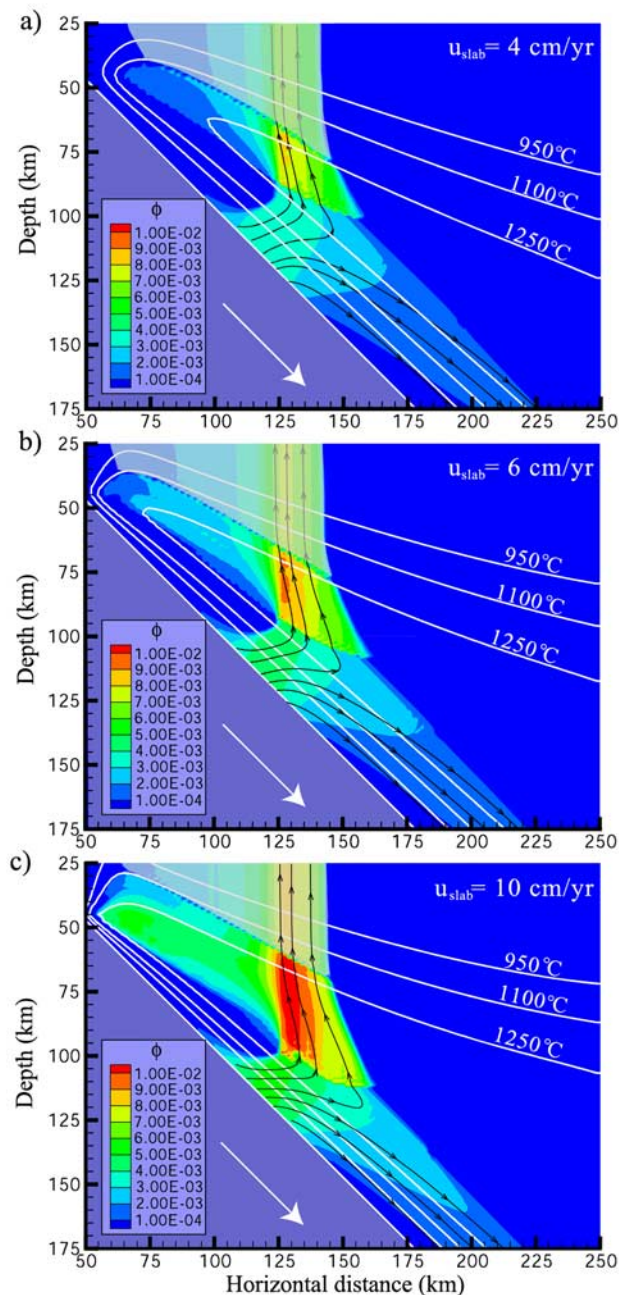 a)
u_slab= 4 cm/yr
25
50
75
100
125
150
175
Depth (km)
950℃
1100℃
1250℃
ϕ
1.00E-02
9.00E-03
8.00E-03
7.00E-03
6.00E-03
5.00E-03
4.00E-03
3.00E-03
2.00E-03
1.00E-04
50 75 100 125 150 175 200 225 250
b)
u_slab= 6 cm/yr
25
50
75
100
125
150
175
Depth (km)
950℃
1100℃
1250℃
ϕ
1.00E-02
9.00E-03
8.00E-03
7.00E-03
6.00E-03
5.00E-03
4.00E-03
3.00E-03
2.00E-03
1.00E-04
50 75 100 125 150 175 200 225 250
c)
u_slab= 10 cm/yr
25
50
75
100
125
150
175
Depth (km)
950℃
1100℃
1250℃
ϕ
1.00E-02
9.00E-03
8.00E-03
7.00E-03
6.00E-03
5.00E-03
4.00E-03
3.00E-03
2.00E-03
1.00E-04
50 75 100 125 150 175 200 225 250
Horizontal distance (km)